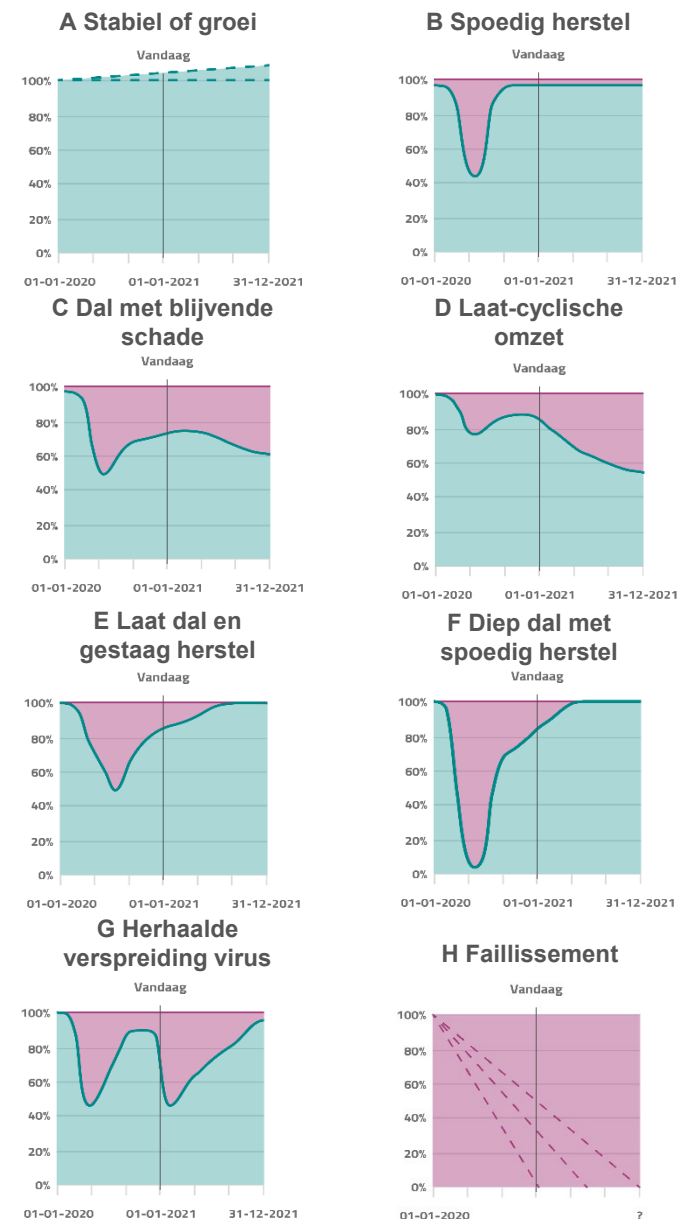 A Stabiel of groei
Vandaag
100%
80%
60%
40%
20%
0%
01-01-2020 01-01-2021 31-12-2021
B Spoedig herstel
Vandaag
100%
80%
60%
40%
20%
0%
01-01-2020 01-01-2021 31-12-2021
C Dal met blijvende
schade
Vandaag
100%
80%
60%
40%
20%
0%
01-01-2020 01-01-2021 31-12-2021
D Laat-cyclische
omzet
Vandaag
100%
80%
60%
40%
20%
0%
01-01-2020 01-01-2021 31-12-2021
E Laat dal en
gestaag herstel
Vandaag
100%
80%
60%
40%
20%
0%
01-01-2020 01-01-2021 31-12-2021
F Diep dal met
spoedig herstel
Vandaag
100%
80%
60%
40%
20%
0%
01-01-2020 01-01-2021 31-12-2021
G Herhaalde
verspreiding virus
Vandaag
100%
80%
60%
40%
20%
0%
01-01-2020 01-01-2021 31-12-2021
H Faillissement
Vandaag
100%
80%
60%
40%
20%
0%
01-01-2020 ?